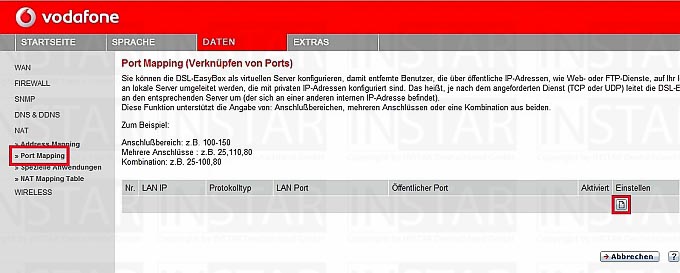 vodafone
STARTSEITE SPRACHE DATEN EXTRAS
WAN
FIREWALL
SNMP
DNS & DDNS
NAT
» Address Mapping
» Port Mapping
» Spezielle Anwendungen
» NAT Mapping Table
WIRELESS
Port Mapping (Verknüpfen von Ports)
Sie können die DSL-EasyBox als virtuellen Server konfigurieren, damit entfernte Benutzer, die über öffentliche IP-Adressen, wie Web- oder FTP-Dienste, auf Ihr
an lokale Server umgeleitet werden, die mit privaten IP-Adressen konfiguriert sind. Das heißt, je nach dem angeforderten Dienst (TCP oder UDP) leitet die DSL-E
an den entsprechenden Server um (der sich an einer anderen internen IP-Adresse befindet).
Diese Funktion unterstützt die Angabe von: Anschlußbereichen, mehreren Anschlüssen oder eine Kombination aus beiden.
Zum Beispiel:
Anschlußbereich: z.B. 100-150
Mehrere Anschlüsse : z.B. 25,110,80
Kombination: z.B. 25-100,80
Nr. LAN IP Protokolltyp LAN Port Öffentlicher Port Aktiviert Einstellen
» Abbrechen ?
INSTAR